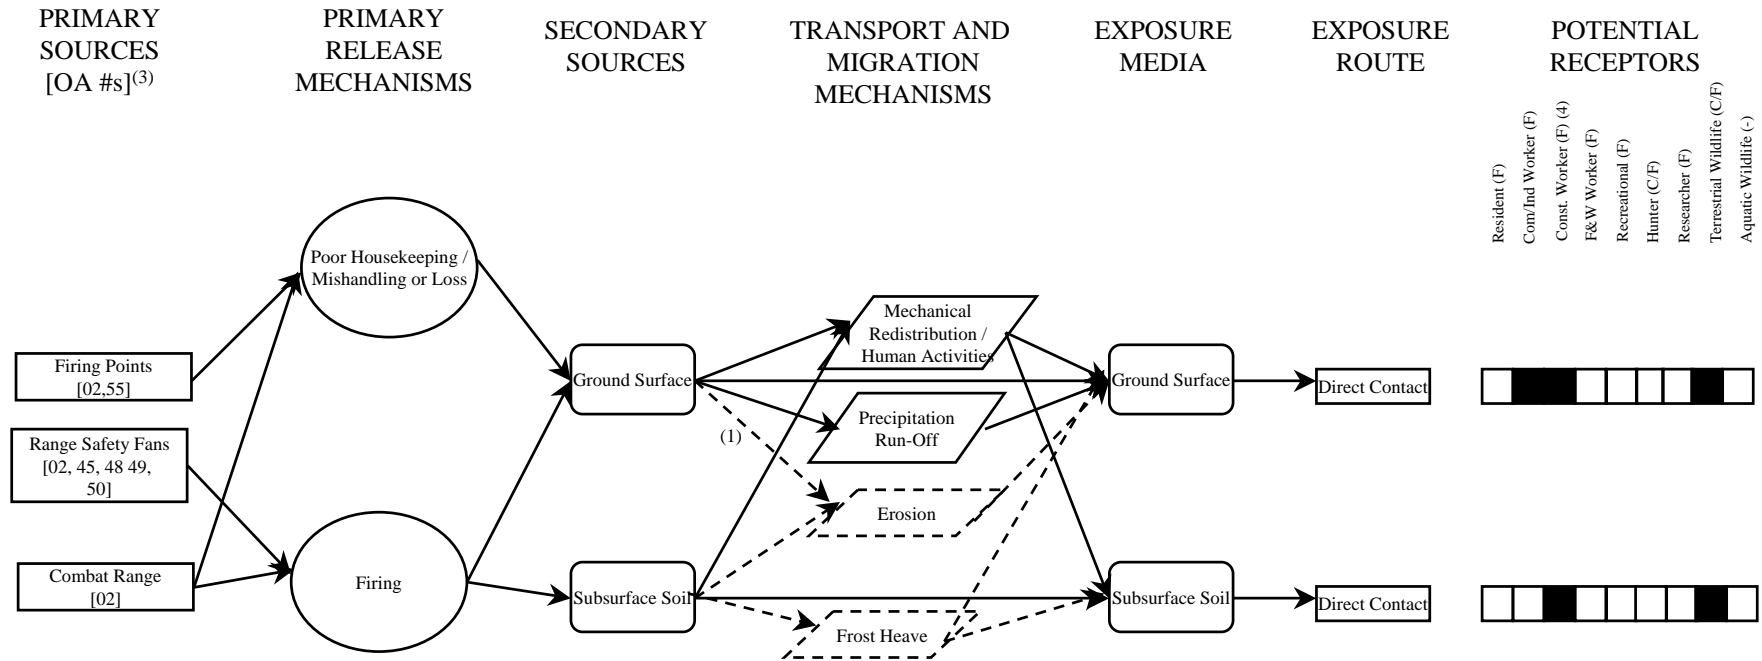 PRIMARY
SOURCES
[OA #s](3)
PRIMARY
RELEASE
MECHANISMS
SECONDARY
SOURCES
TRANSPORT AND
MIGRATION
MECHANISMS
EXPOSURE
MEDIA
EXPOSURE
ROUTE
POTENTIAL
RECEPTORS
Resident (F)
Com/Ind Worker (F)
Const. Worker (F) (4)
F&W Worker (F)
Recreational (F)
Hunter (C/F)
Researcher (F)
Terrestrial Wildlife (C/F)
Aquatic Wildlife (-)
Poor Housekeeping /
Mishandling or Loss
Mechanical
Redistribution /
Human Activities
Firing Points
[02,55]
Ground Surface
Ground Surface
Direct Contact
Precipitation
Run-Off
(1)
Range Safety Fans
[02, 45, 48 49,
50]
Erosion
Combat Range
[02]
Firing
Subsurface Soil
Subsurface Soil
Direct Contact
Frost Heave